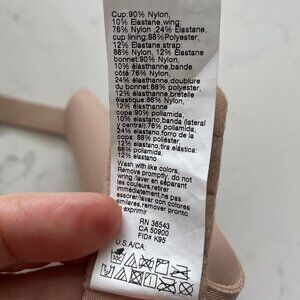 Cup:90% Nylon,
10% Elastane,wing:
76% Nylon ,24% Elastane,
cup lining:88%Polyester,
12% Elastane,strap:
88% Nylon, 12% Elastane
bonnet:90% Nylon,
10% élasthanne,bande
côté,76% Nylon,
24% élasthanne,doublure
du bonnet,88% Polyester,
12% élasthanne,bretelle
élastique:88% Nylon,
12% élasthanne
copa:90% poliamida,
10% elastano banda (lateral
y central):76% poliamida,
24% elastano,forro de la
copa: 88% poliéster,
12% elastano,tira elástica:
88% poliamida,
12% elastano
Wash with like colors,
Remove promptly, do not
wring,laver en séparant
les couleurs,retirer
immédiatement,ne pas
essorer/lavar con colores
similares,remover pronto,
no exprimir
RN 36543
CA 50900
FID# K95
U.S.A/CA: